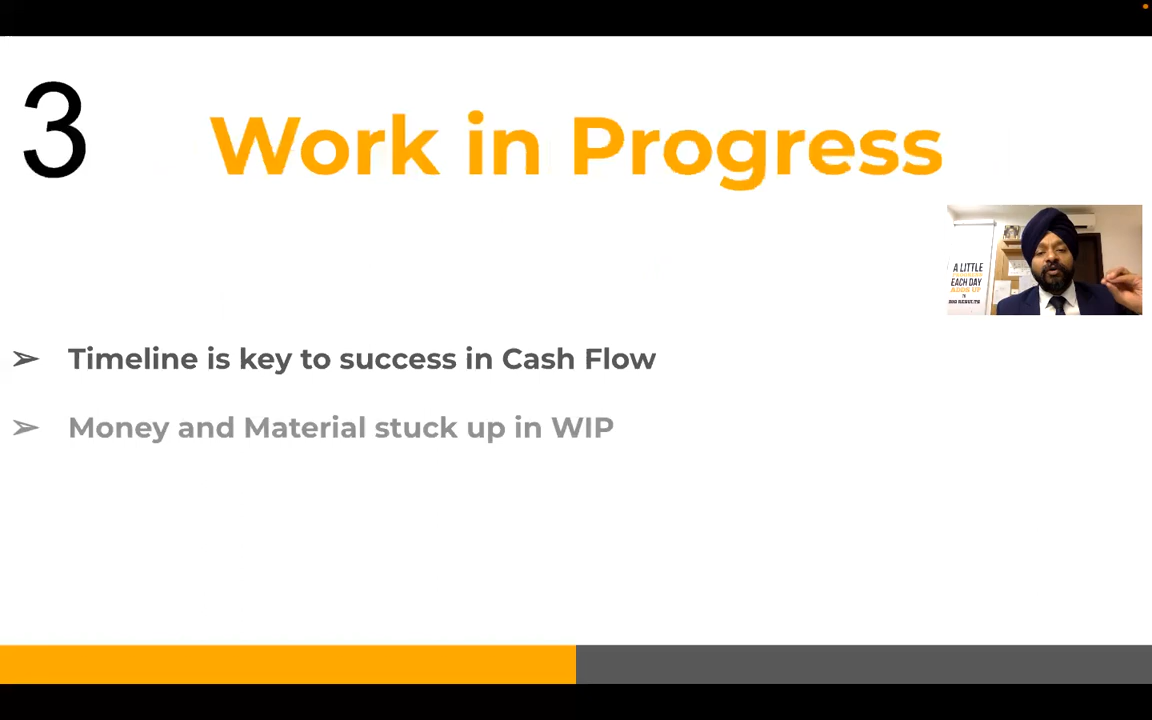 3
Work in Progress
A LITTLE
PROGRESS
EACH DAY
ADDS UP
TO
BIG RESULTS
➢ Timeline is key to success in Cash Flow
➢ Money and Material stuck up in WIP